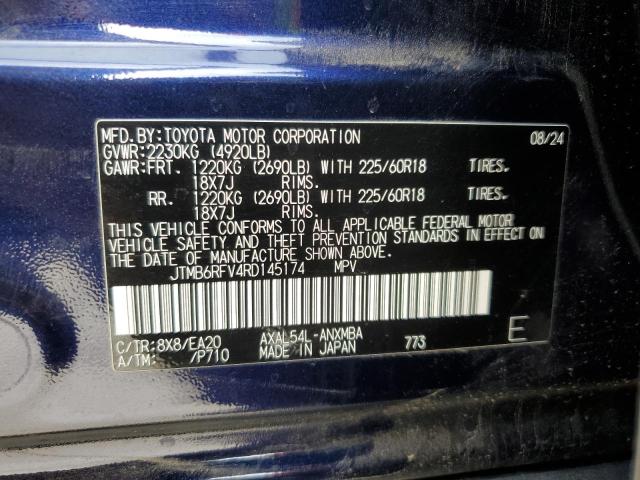 MFD. BY: TOYOTA MOTOR CORPORATION 08/24
GVWR: 2230KG (4920LB)
GAWR: FRT. 1220KG (2690LB) WITH 225/60R18 TIRES.
18X7J RIMS.
RR. 1220KG (2690LB) WITH 225/60R18 TIRES.
18X7J RIMS.
THIS VEHICLE CONFORMS TO ALL APPLICABLE FEDERAL MOTOR
VEHICLE SAFETY AND THEFT PREVENTION STANDARDS IN EFFECT ON
THE DATE OF MANUFACTURE SHOWN ABOVE.
JTMB6RFV4RD145174 MPV
C/TR: 8X8/EA20 AXAL54L-ANXMBA 773 E
A/TM: /P710 MADE IN JAPAN